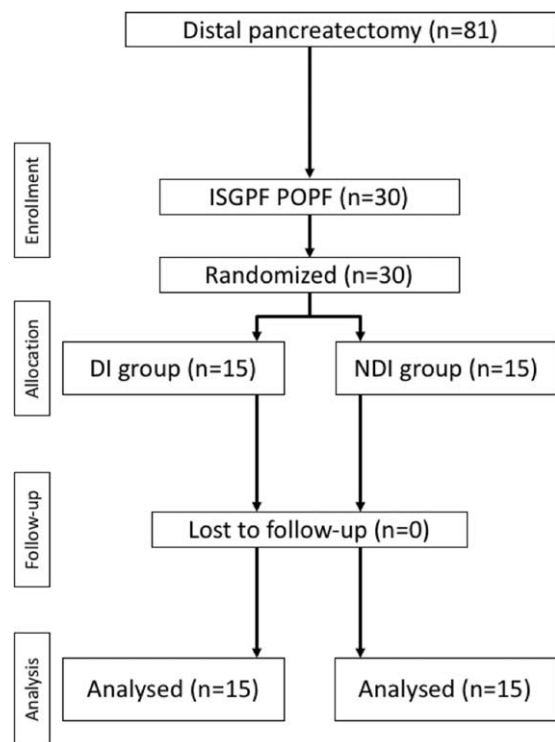 Distal pancreatectomy (n=81)
Enrollment
ISGPF POPF (n=30)
Randomized (n=30)
Allocation
DI group (n=15)
NDI group (n=15)
Follow-up
Lost to follow-up (n=0)
Analysis
Analysed (n=15)
Analysed (n=15)